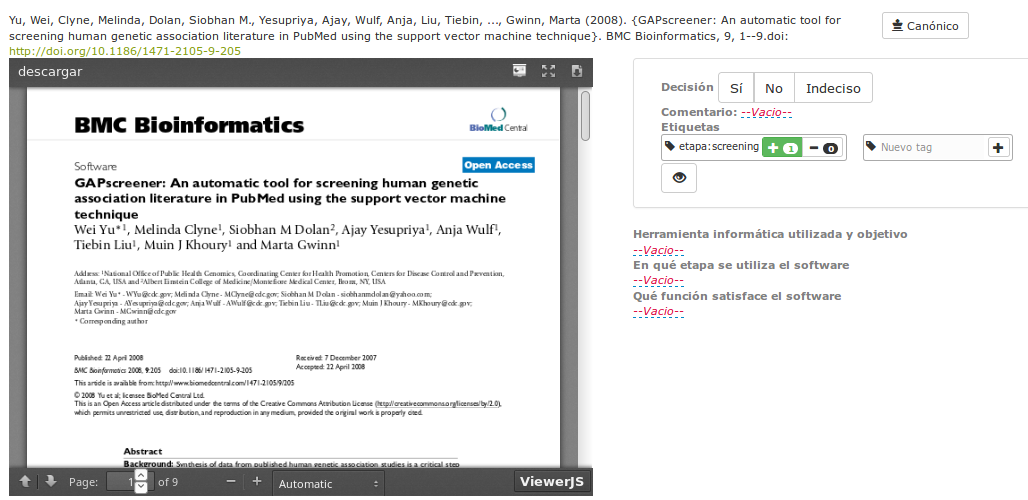 Yu, Wei, Clyne, Melinda, Dolan, Siobhan M., Yesupriya, Ajay, Wulf, Anja, Liu, Tiebin, ..., Gwinn, Marta (2008). {GAPscreener: An automatic tool for
screening human genetic association literature in PubMed using the support vector machine technique}. BMC Bioinformatics, 9, 1--9.doi:
http://doi.org/10.1186/1471-2105-9-205
Canónico
descargar
BMC Bioinformatics
BioMed Central
Software
Open Access
GAPscreener: An automatic tool for screening human genetic
association literature in PubMed using the support vector machine
technique
Wei Yu*1, Melinda Clyne1, Siobhan M Dolan2, Ajay Yesupriya1, Anja Wulf1,
Tiebin Liu1, Muin J Khoury1 and Marta Gwinn1
Address: 1National Office of Public Health Genomics, Coordinating Center for Health Promotion, Centers for Disease Control and Prevention,
Atlanta, GA, USA and 2Albert Einstein College of Medicine/Montefiore Medical Center, Bronx, NY, USA
Email: Wei Yu* - WYu@cdc.gov; Melinda Clyne - MClyne@cdc.gov; Siobhan M Dolan - siobhanmdolan@yahoo.com;
Ajay Yesupriya - AYesupriya@cdc.gov; Anja Wulf - AWulf@cdc.gov; Tiebin Liu - TLiu@cdc.gov; Muin J Khoury - MKhoury@cdc.gov;
Marta Gwinn - MGwinn@cdc.gov
* Corresponding author
Published: 22 April 2008
Received: 7 December 2007
Accepted: 22 April 2008
BMC Bioinformatics 2008, 9:205 doi:10.1186/1471-2105-9-205
This article is available from: http://www.biomedcentral.com/1471-2105/9/205
© 2008 Yu et al; licensee BioMed Central Ltd.
This is an Open Access article distributed under the terms of the Creative Commons Attribution License (http://creativecommons.org/licenses/by/2.0),
which permits unrestricted use, distribution, and reproduction in any medium, provided the original work is properly cited.
Abstract
Background: Synthesis of data from published human genetic association studies is a critical step
Page: 1 of 9
− + Automatic
ViewerJS
Decisión Sí No Indeciso
Comentario: --Vacio--
Etiquetas
etapa:screening + 1 − 0
Nuevo tag +
Herramienta informática utilizada y objetivo
--Vacio--
En qué etapa se utiliza el software
--Vacio--
Qué función satisface el software
--Vacio--